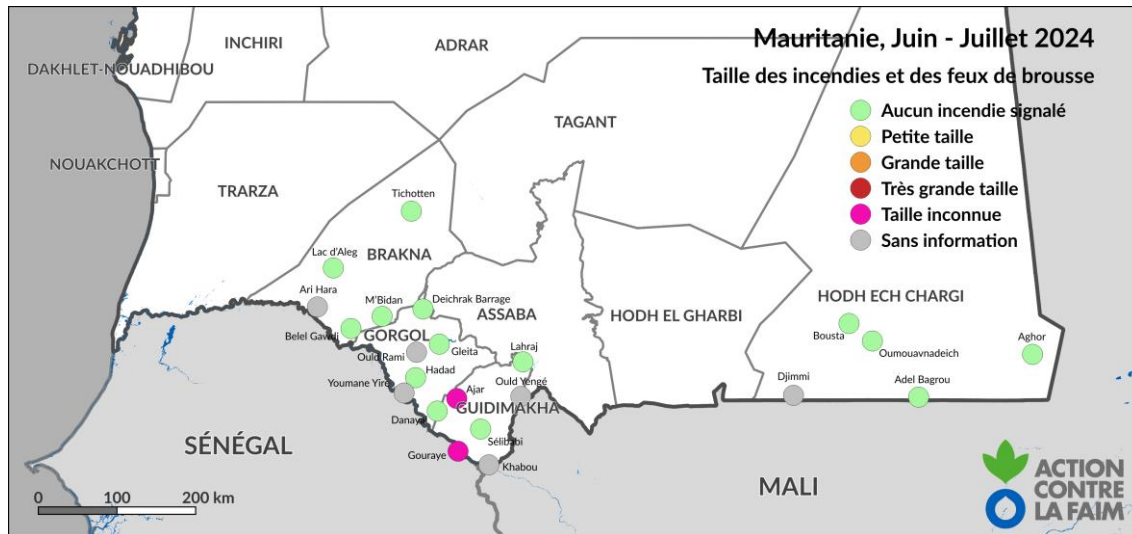 Mauritanie, Juin - Juillet 2024
Taille des incendies et des feux de brousse
Aucun incendie signalé
Petite taille
Grande taille
Très grande taille
Taille inconnue
Sans information
INCHIRI
ADRAR
DAKHLET-NOUADHIBOU
TAGANT
NOUAKCHOTT
TRARZA
Tichotten
Lac d'Aleg
BRAKNA
Ari Hara
M'Bidan
Deichrak Barrage
ASSABA
HODH EL GHARBI
HODH ECH CHARGI
Belel Gawdi
GORGOL
Gleita
Ould Rami
Lahraj
Bousta
Oumouavnadeich
Aghor
Hadad
Youmane Yiré
Ajar
Ould Yengé
Djimmi
Adel Bagrou
GUIDIMAKHA
Danaya
Sélibabi
Gouraye
Khabou
SÉNÉGAL
MALI
0 100 200 km
ACTION
CONTRE
LA FAIM